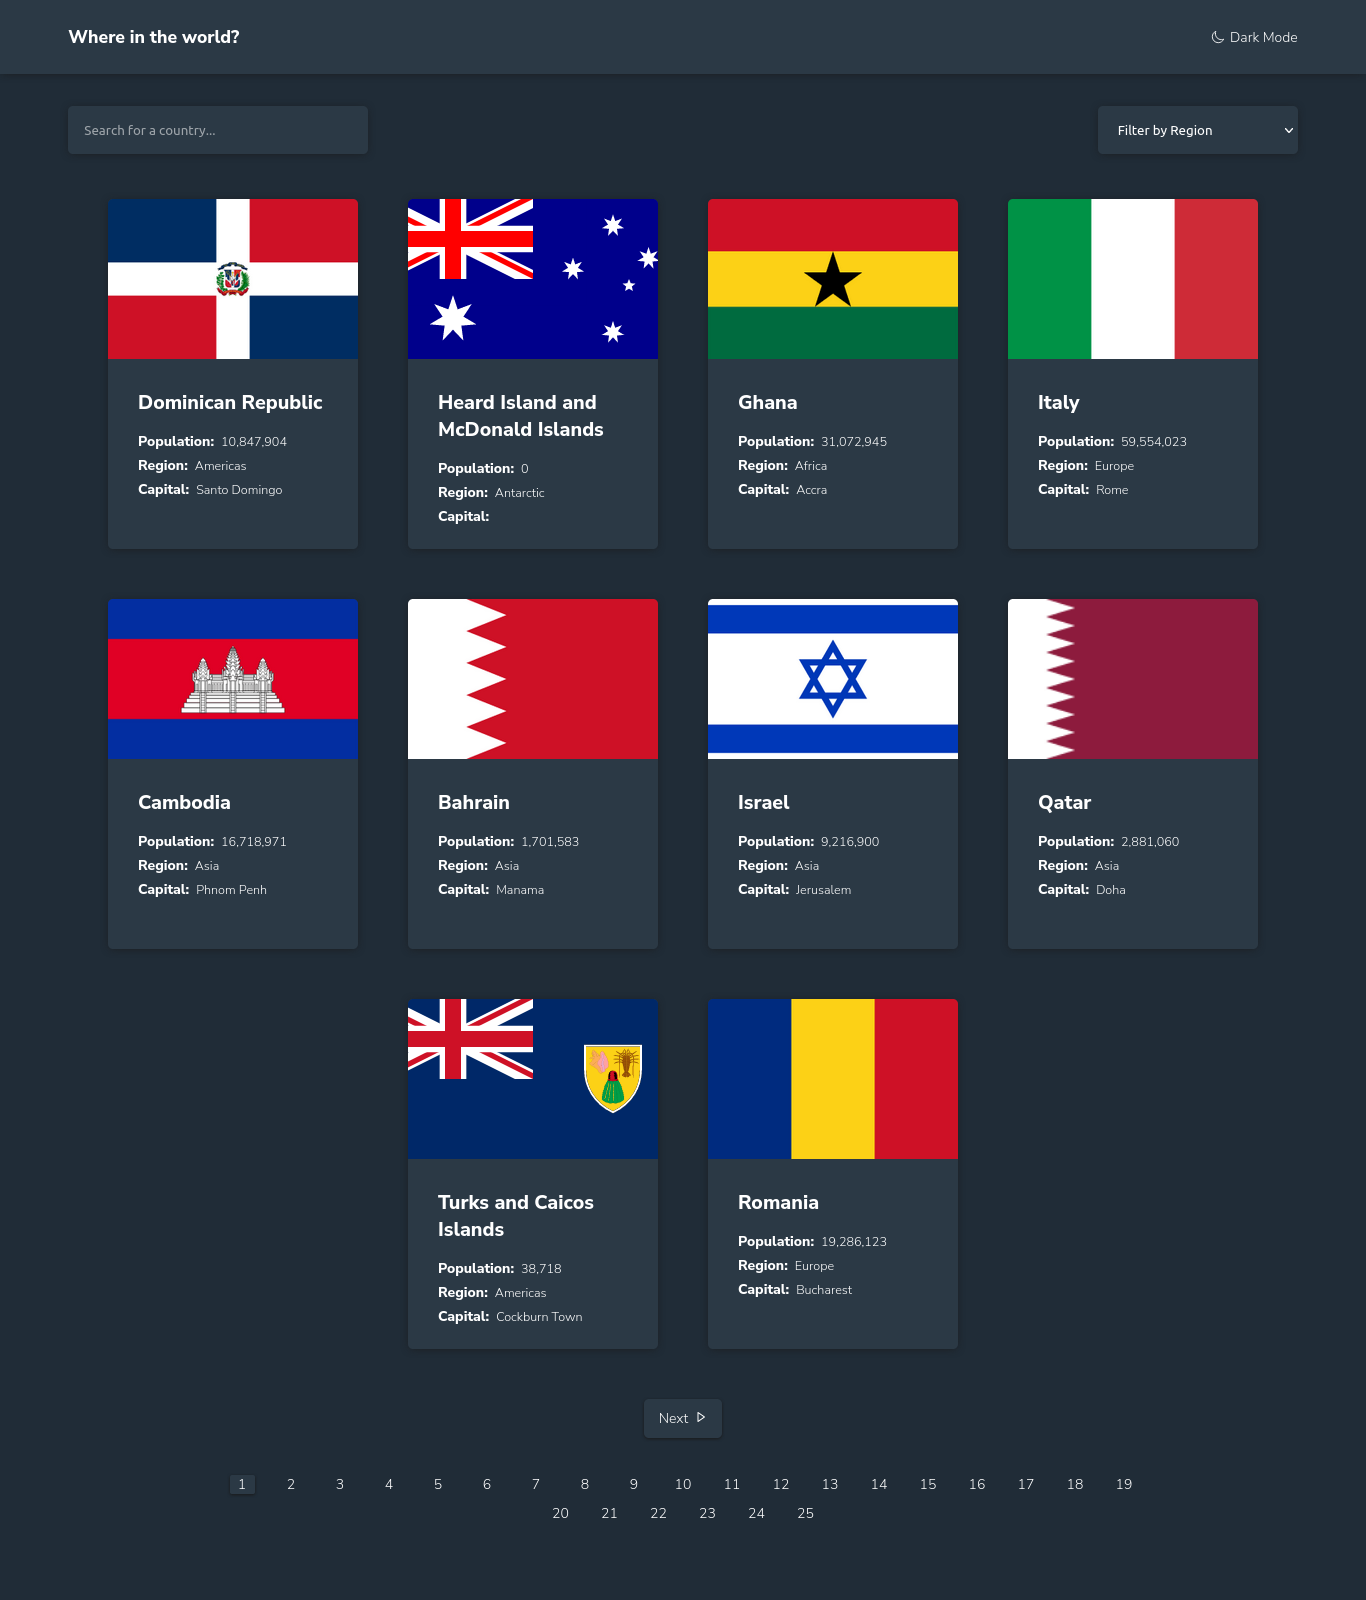 Where in the world?
Dark Mode
Search for a country...
Filter by Region
Dominican Republic
Population: 10,847,904
Region: Americas
Capital: Santo Domingo
Heard Island and
McDonald Islands
Population: 0
Region: Antarctic
Capital:
Ghana
Population: 31,072,945
Region: Africa
Capital: Accra
Italy
Population: 59,554,023
Region: Europe
Capital: Rome
Cambodia
Population: 16,718,971
Region: Asia
Capital: Phnom Penh
Bahrain
Population: 1,701,583
Region: Asia
Capital: Manama
Israel
Population: 9,216,900
Region: Asia
Capital: Jerusalem
Qatar
Population: 2,881,060
Region: Asia
Capital: Doha
Turks and Caicos
Islands
Population: 38,718
Region: Americas
Capital: Cockburn Town
Romania
Population: 19,286,123
Region: Europe
Capital: Bucharest
Next
1 2 3 4 5 6 7 8 9 10 11 12 13 14 15 16 17 18 19
20 21 22 23 24 25